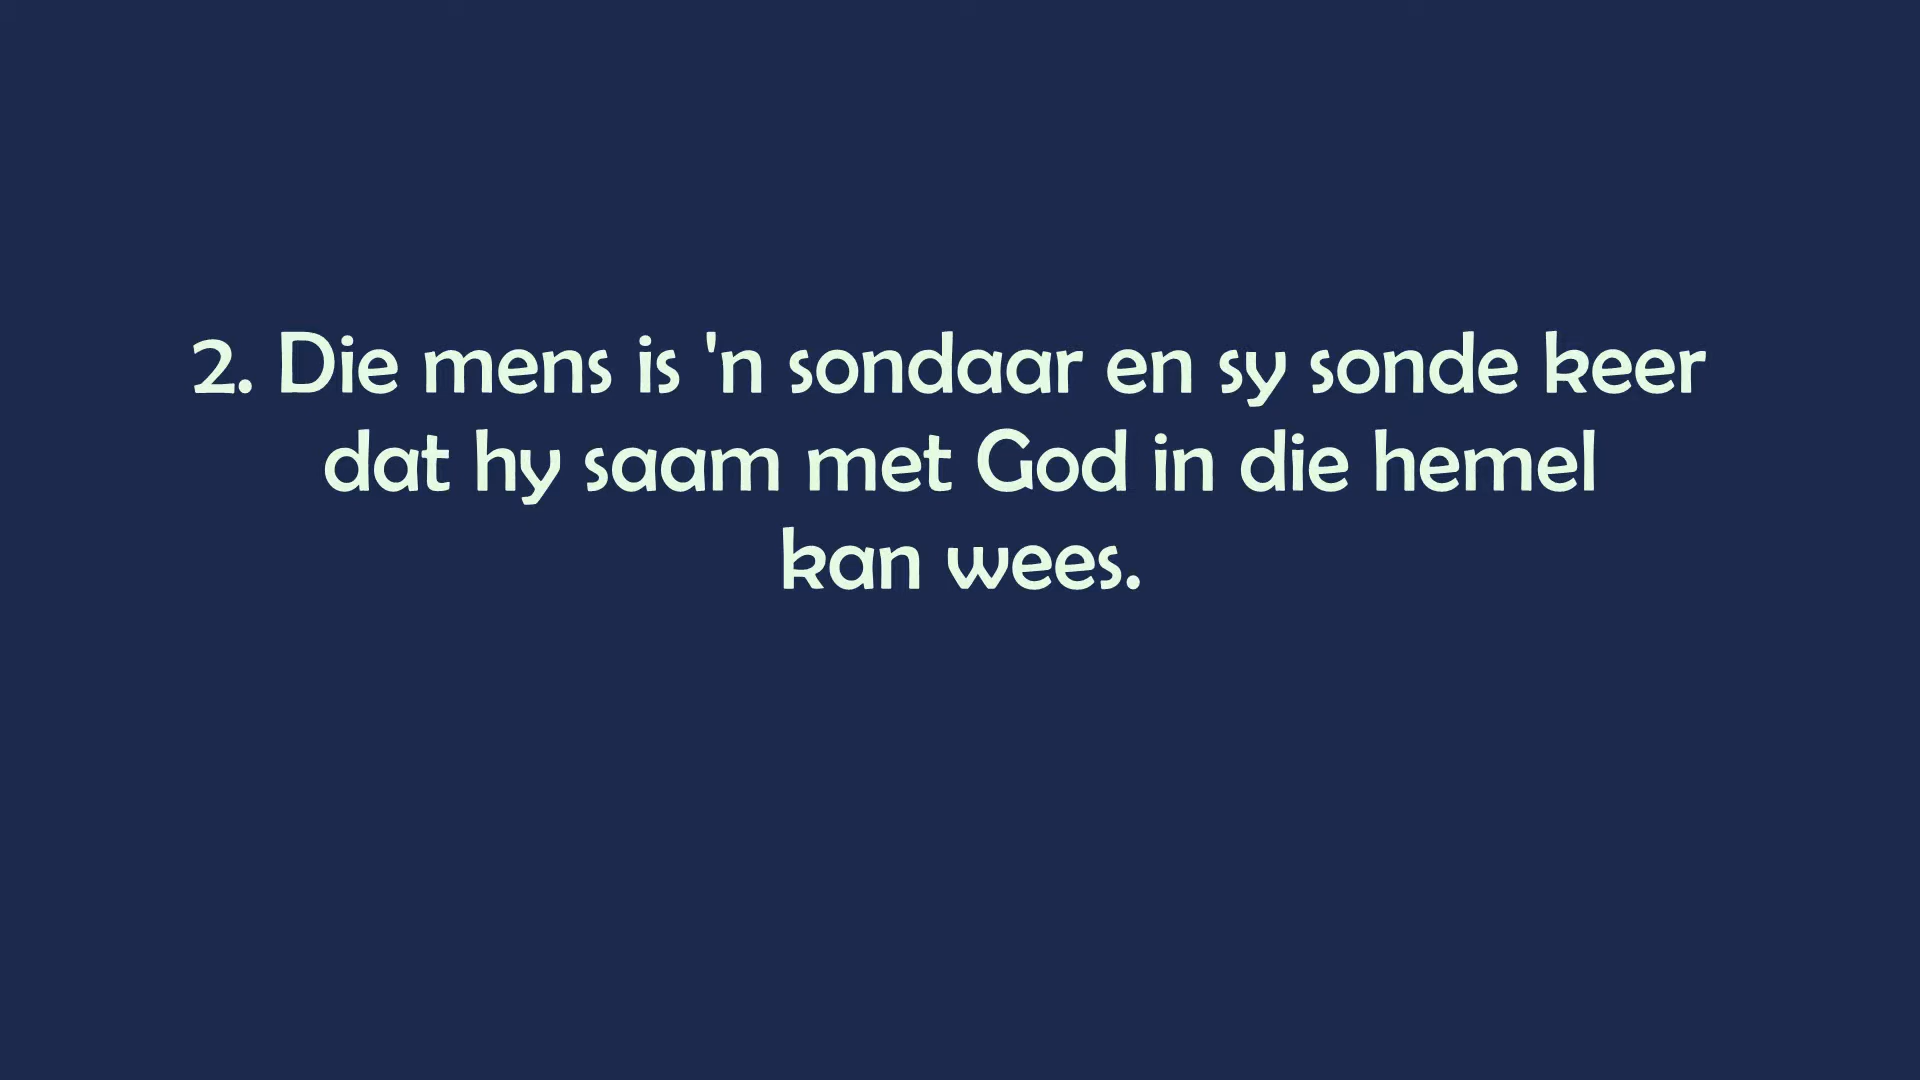 2. Die mens is 'n sondaar en sy sonde keer
dat hy saam met God in die hemel
kan wees.